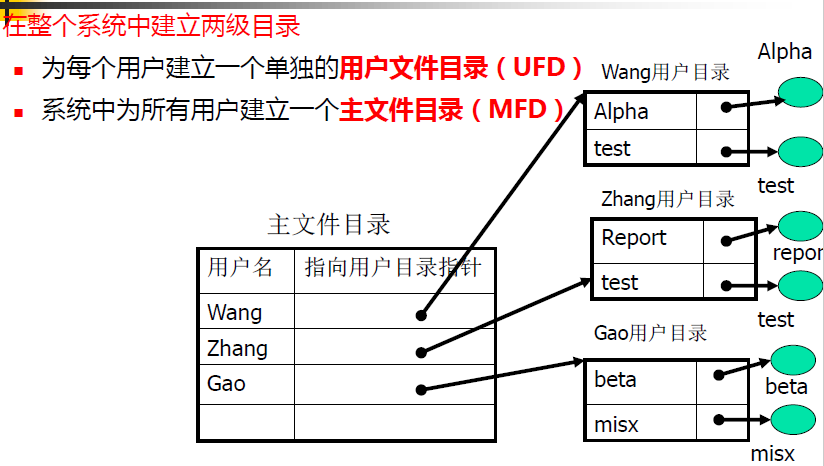 在整个系统中建立两级目录
为每个用户建立一个单独的用户文件目录（UFD）
系统中为所有用户建立一个主文件目录（MFD）
主文件目录
用户名 指向用户目录指针
Wang
Zhang
Gao
Wang用户目录
Alpha
test
Alpha
test
Zhang用户目录
Report
test
repor
test
Gao用户目录
beta
misx
beta
misx